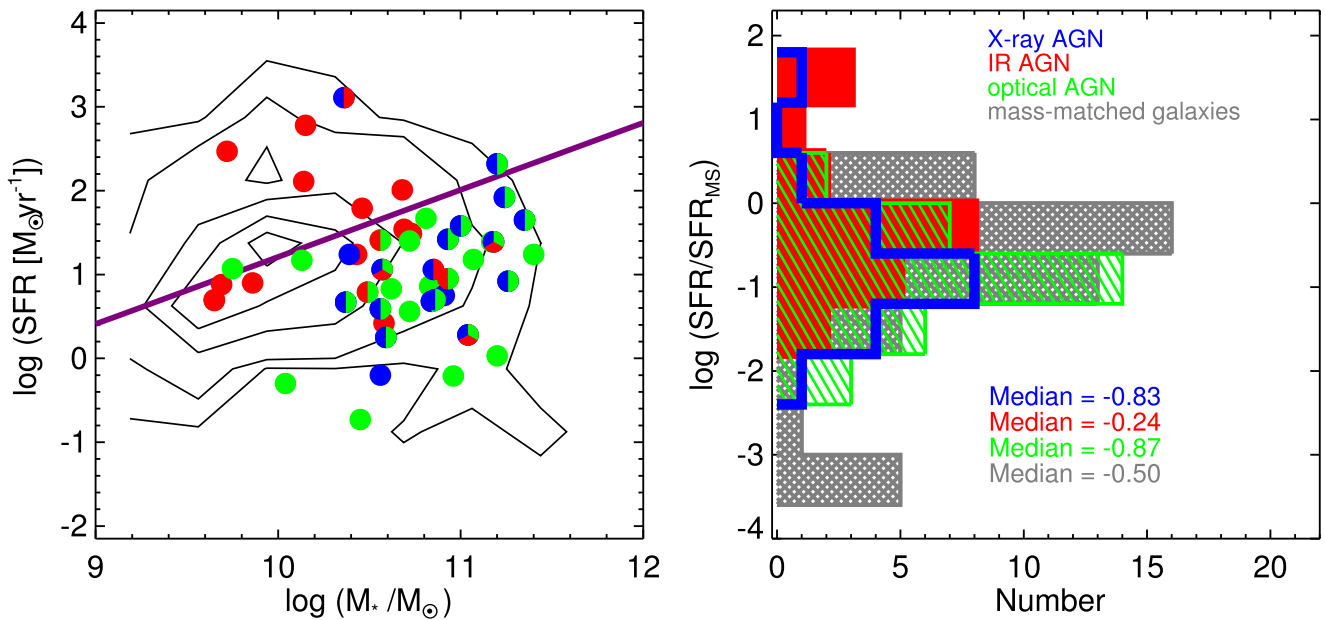 4
3
2
1
0
-1
-2
log (SFR [M⊙yr⁻¹])
9
10
11
12
log (M* /M⊙)
2
1
0
-1
-2
-3
-4
log (SFR/SFR_MS)
X-ray AGN
IR AGN
optical AGN
mass-matched galaxies
Median = -0.83
Median = -0.24
Median = -0.87
Median = -0.50
0
5
10
15
20
Number